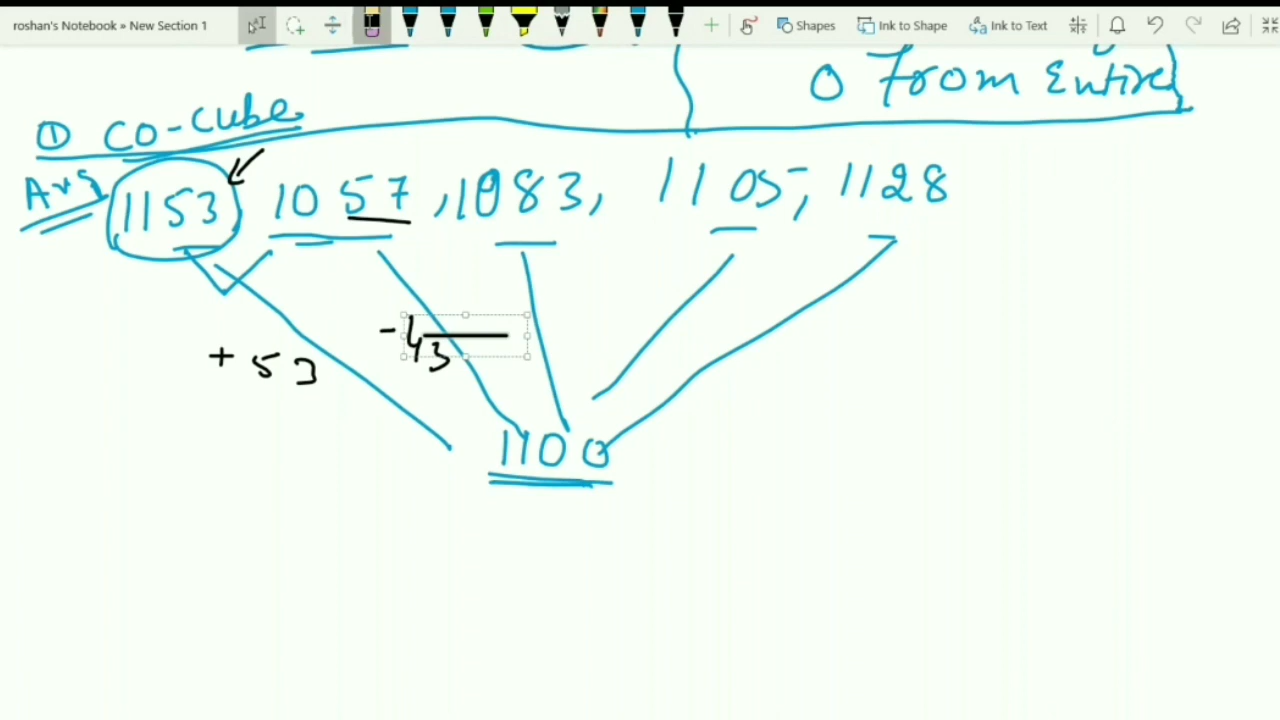 roshan's Notebook » New Section 1 Shapes Ink to Shape Ink to Text
0 From Entire
① Co-Cube
Avg 1153 1057, 1083, 1105, 1128
+ 53 -43
1100